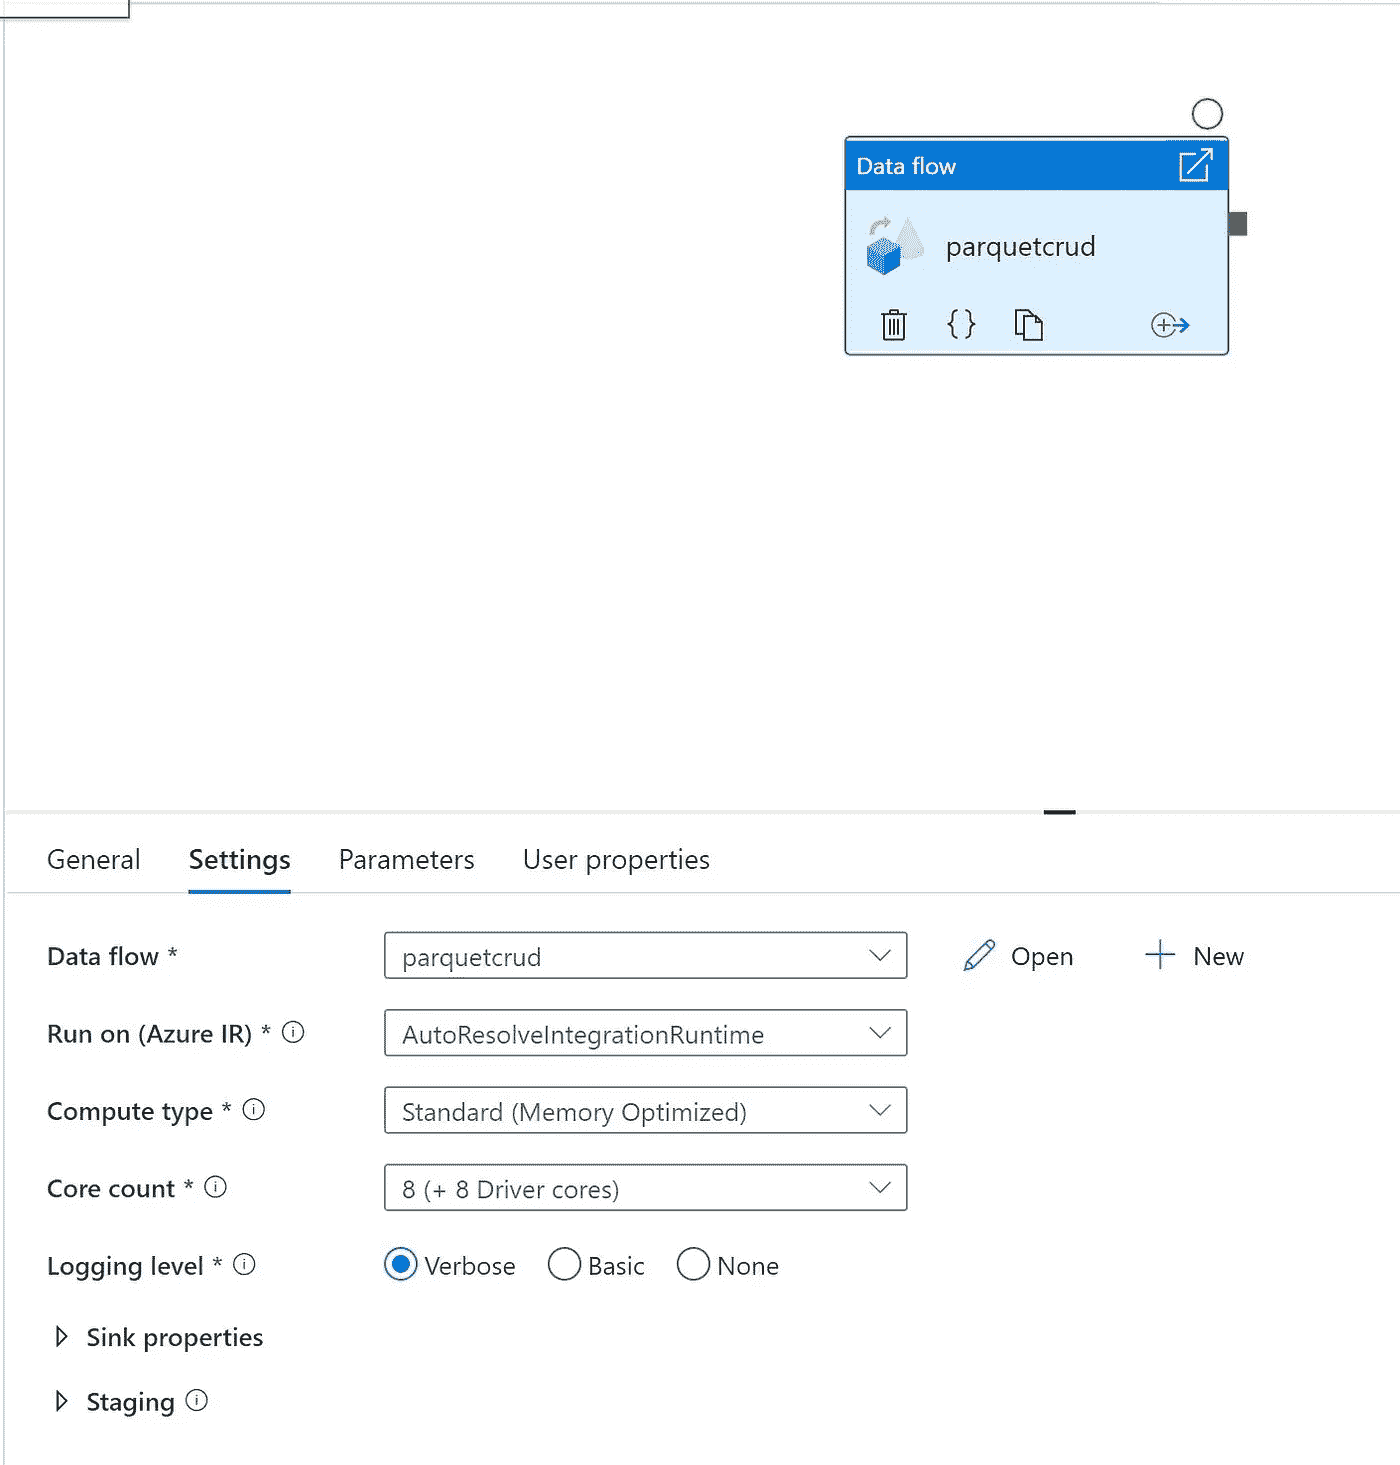 Data flow
parquetcrud
General Settings Parameters User properties
Data flow * parquetcrud Open New
Run on (Azure IR) * AutoResolveIntegrationRuntime
Compute type * Standard (Memory Optimized)
Core count * 8 (+ 8 Driver cores)
Logging level * Verbose Basic None
Sink properties
Staging